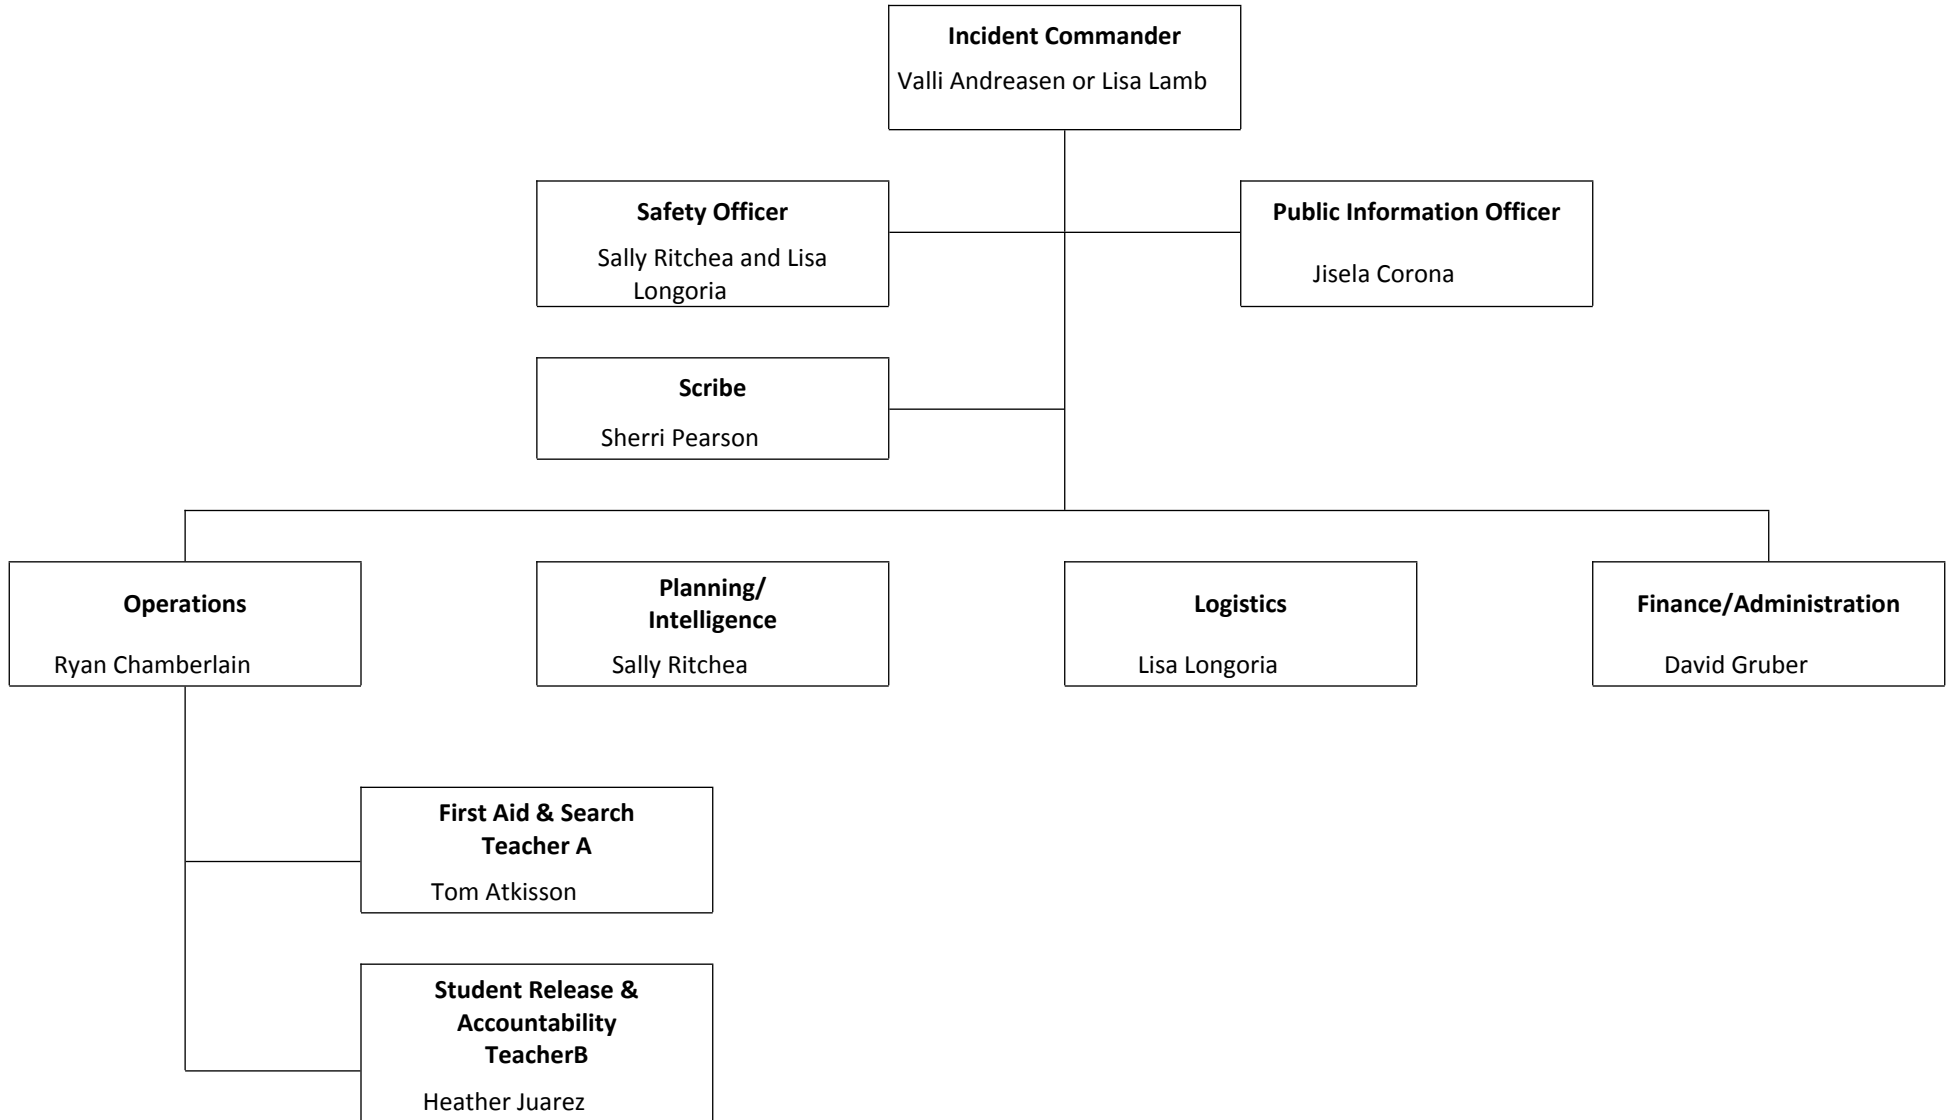 Incident Commander
Valli Andreasen or Lisa Lamb
Safety Officer
Sally Ritchea and Lisa
Longoria
Public Information Officer
Jisela Corona
Scribe
Sherri Pearson
Operations
Ryan Chamberlain
Planning/
Intelligence
Sally Ritchea
Logistics
Lisa Longoria
Finance/Administration
David Gruber
First Aid & Search
Teacher A
Tom Atkisson
Student Release &
Accountability
TeacherB
Heather Juarez